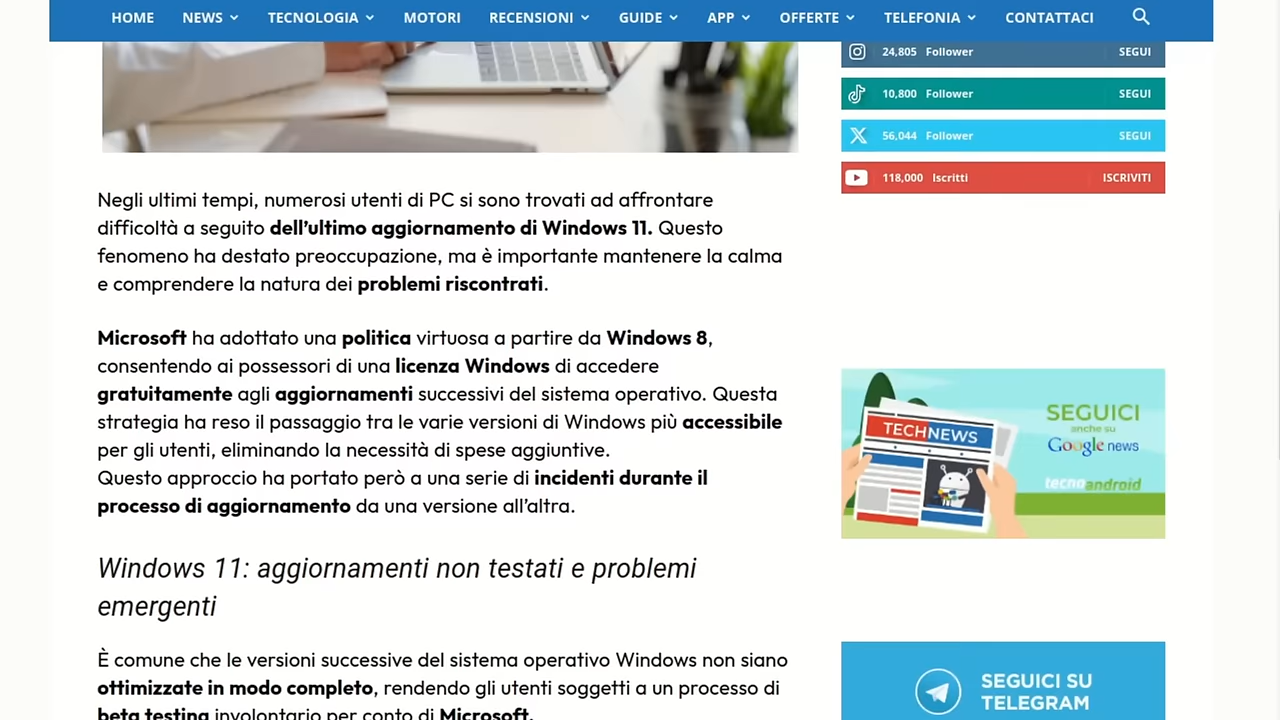 HOME NEWS TECNOLOGIA MOTORI RECENSIONI GUIDE APP OFFERTE TELEFONIA CONTATTACI
24,805 Follower SEGUI
10,800 Follower SEGUI
56,044 Follower SEGUI
118,000 Iscritti ISCRIVITI
Negli ultimi tempi, numerosi utenti di PC si sono trovati ad affrontare
difficoltà a seguito dell'ultimo aggiornamento di Windows 11. Questo
fenomeno ha destato preoccupazione, ma è importante mantenere la calma
e comprendere la natura dei problemi riscontrati.
Microsoft ha adottato una politica virtuosa a partire da Windows 8,
consentendo ai possessori di una licenza Windows di accedere
gratuitamente agli aggiornamenti successivi del sistema operativo. Questa
strategia ha reso il passaggio tra le varie versioni di Windows più accessibile
per gli utenti, eliminando la necessità di spese aggiuntive.
Questo approccio ha portato però a una serie di incidenti durante il
processo di aggiornamento da una versione all'altra.
Windows 11: aggiornamenti non testati e problemi
emergenti
È comune che le versioni successive del sistema operativo Windows non siano
ottimizzate in modo completo, rendendo gli utenti soggetti a un processo di
beta testing involontario per conto di Microsoft.
TECHNEWS
SEGUICI
anche su
Google news
tecnoandroid
SEGUICI SU
TELEGRAM